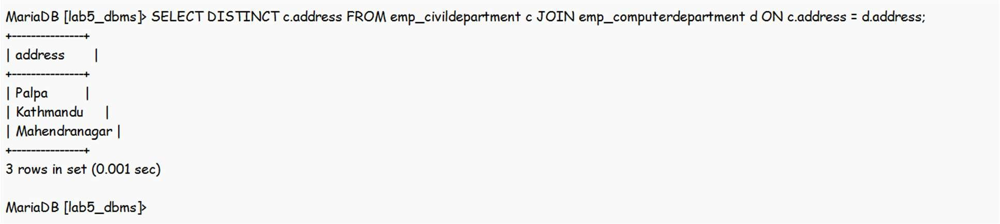 MariaDB [lab5_dbms]> SELECT DISTINCT c.address FROM emp_civildepartment c JOIN emp_computerdepartment d ON c.address = d.address;
+---------------+
| address       |
+---------------+
| Palpa         |
| Kathmandu     |
| Mahendranagar |
+---------------+
3 rows in set (0.001 sec)
MariaDB [lab5_dbms]>